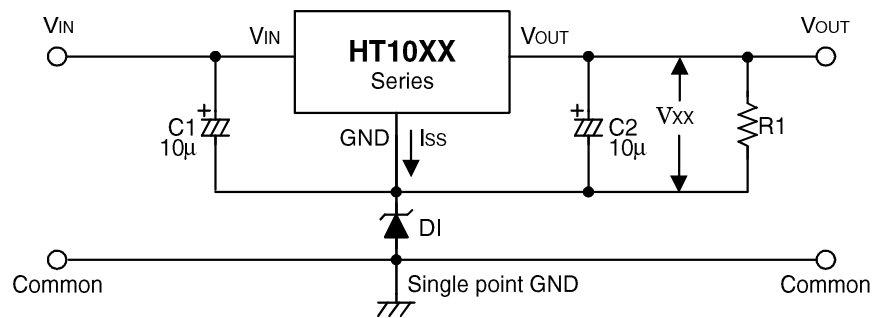 VIN
VIN
HT10XX
Series
VOUT
VOUT
C1
10μ
GND
ISS
C2
10μ
VXX
R1
DI
Common
Single point GND
Common